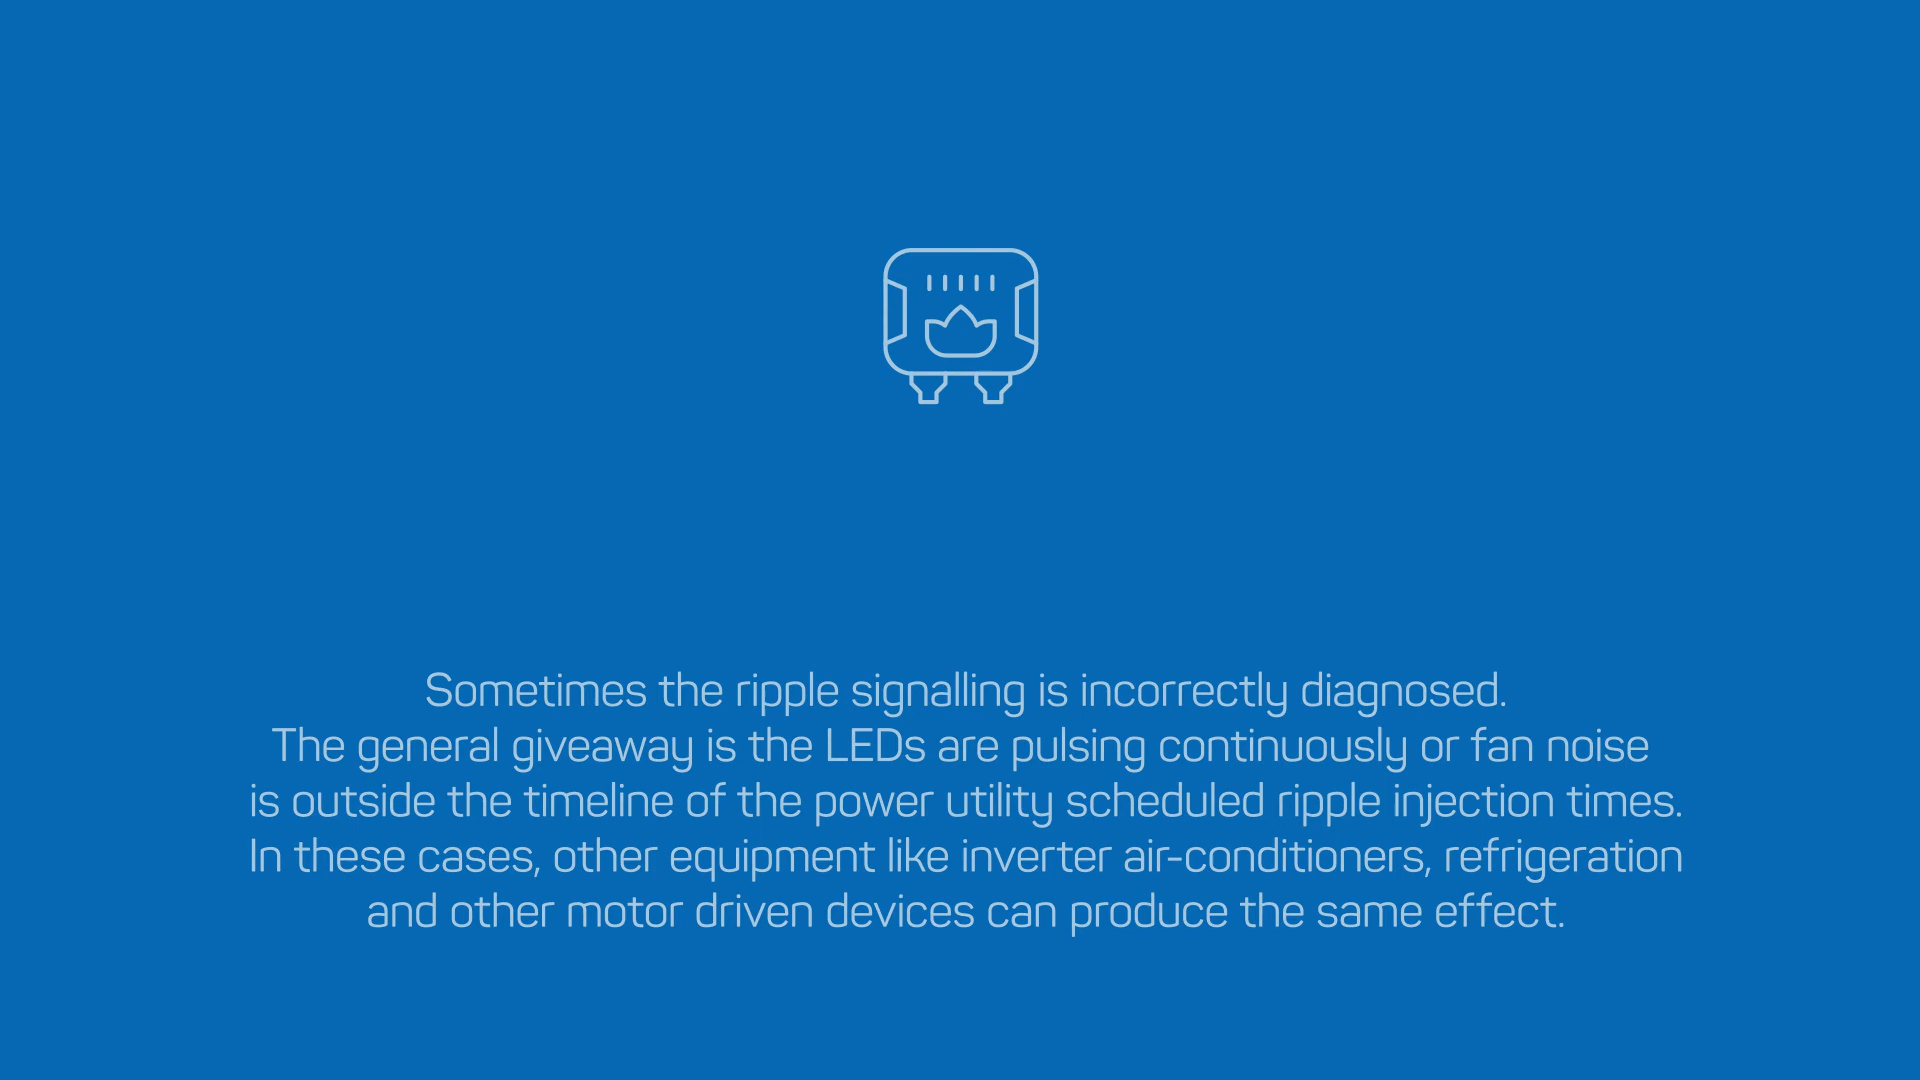 Sometimes the ripple signalling is incorrectly diagnosed.
The general giveaway is the LEDs are pulsing continuously or fan noise
is outside the timeline of the power utility scheduled ripple injection times.
In these cases, other equipment like inverter air-conditioners, refrigeration
and other motor driven devices can produce the same effect.